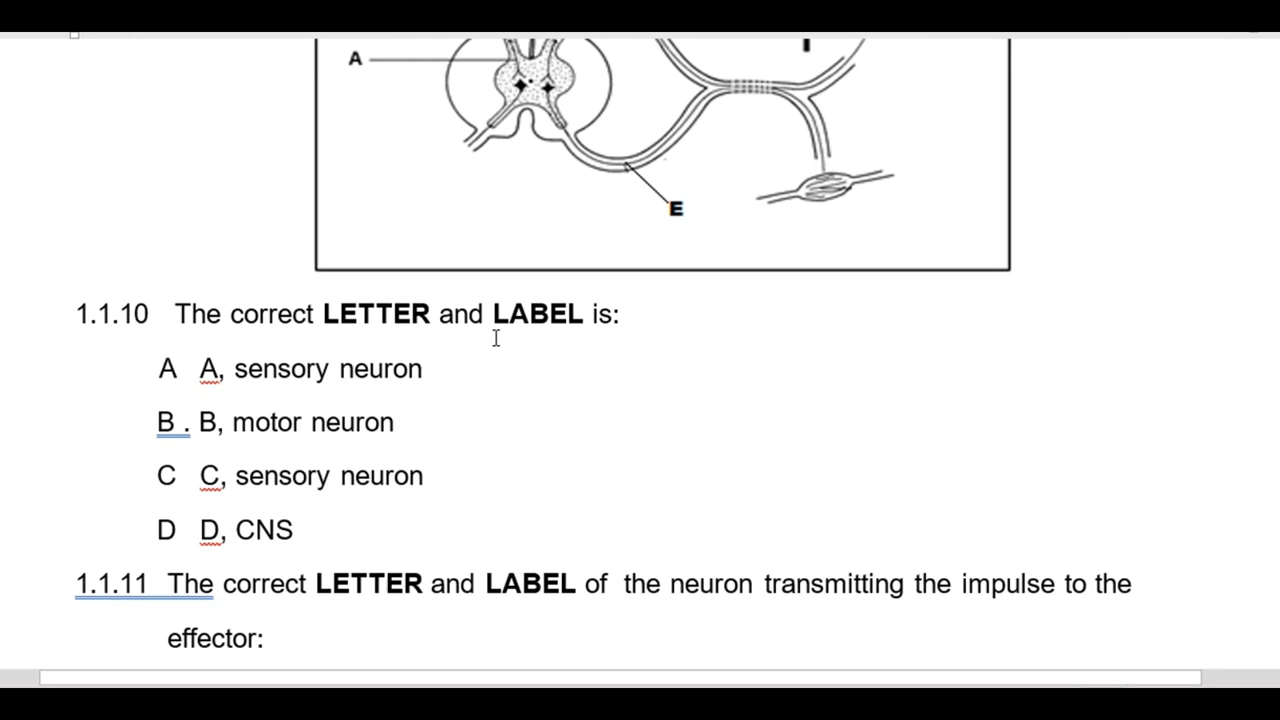 A
E
1.1.10 The correct LETTER and LABEL is:
A A, sensory neuron
B . B, motor neuron
C C, sensory neuron
D D, CNS
1.1.11 The correct LETTER and LABEL of the neuron transmitting the impulse to the
effector: